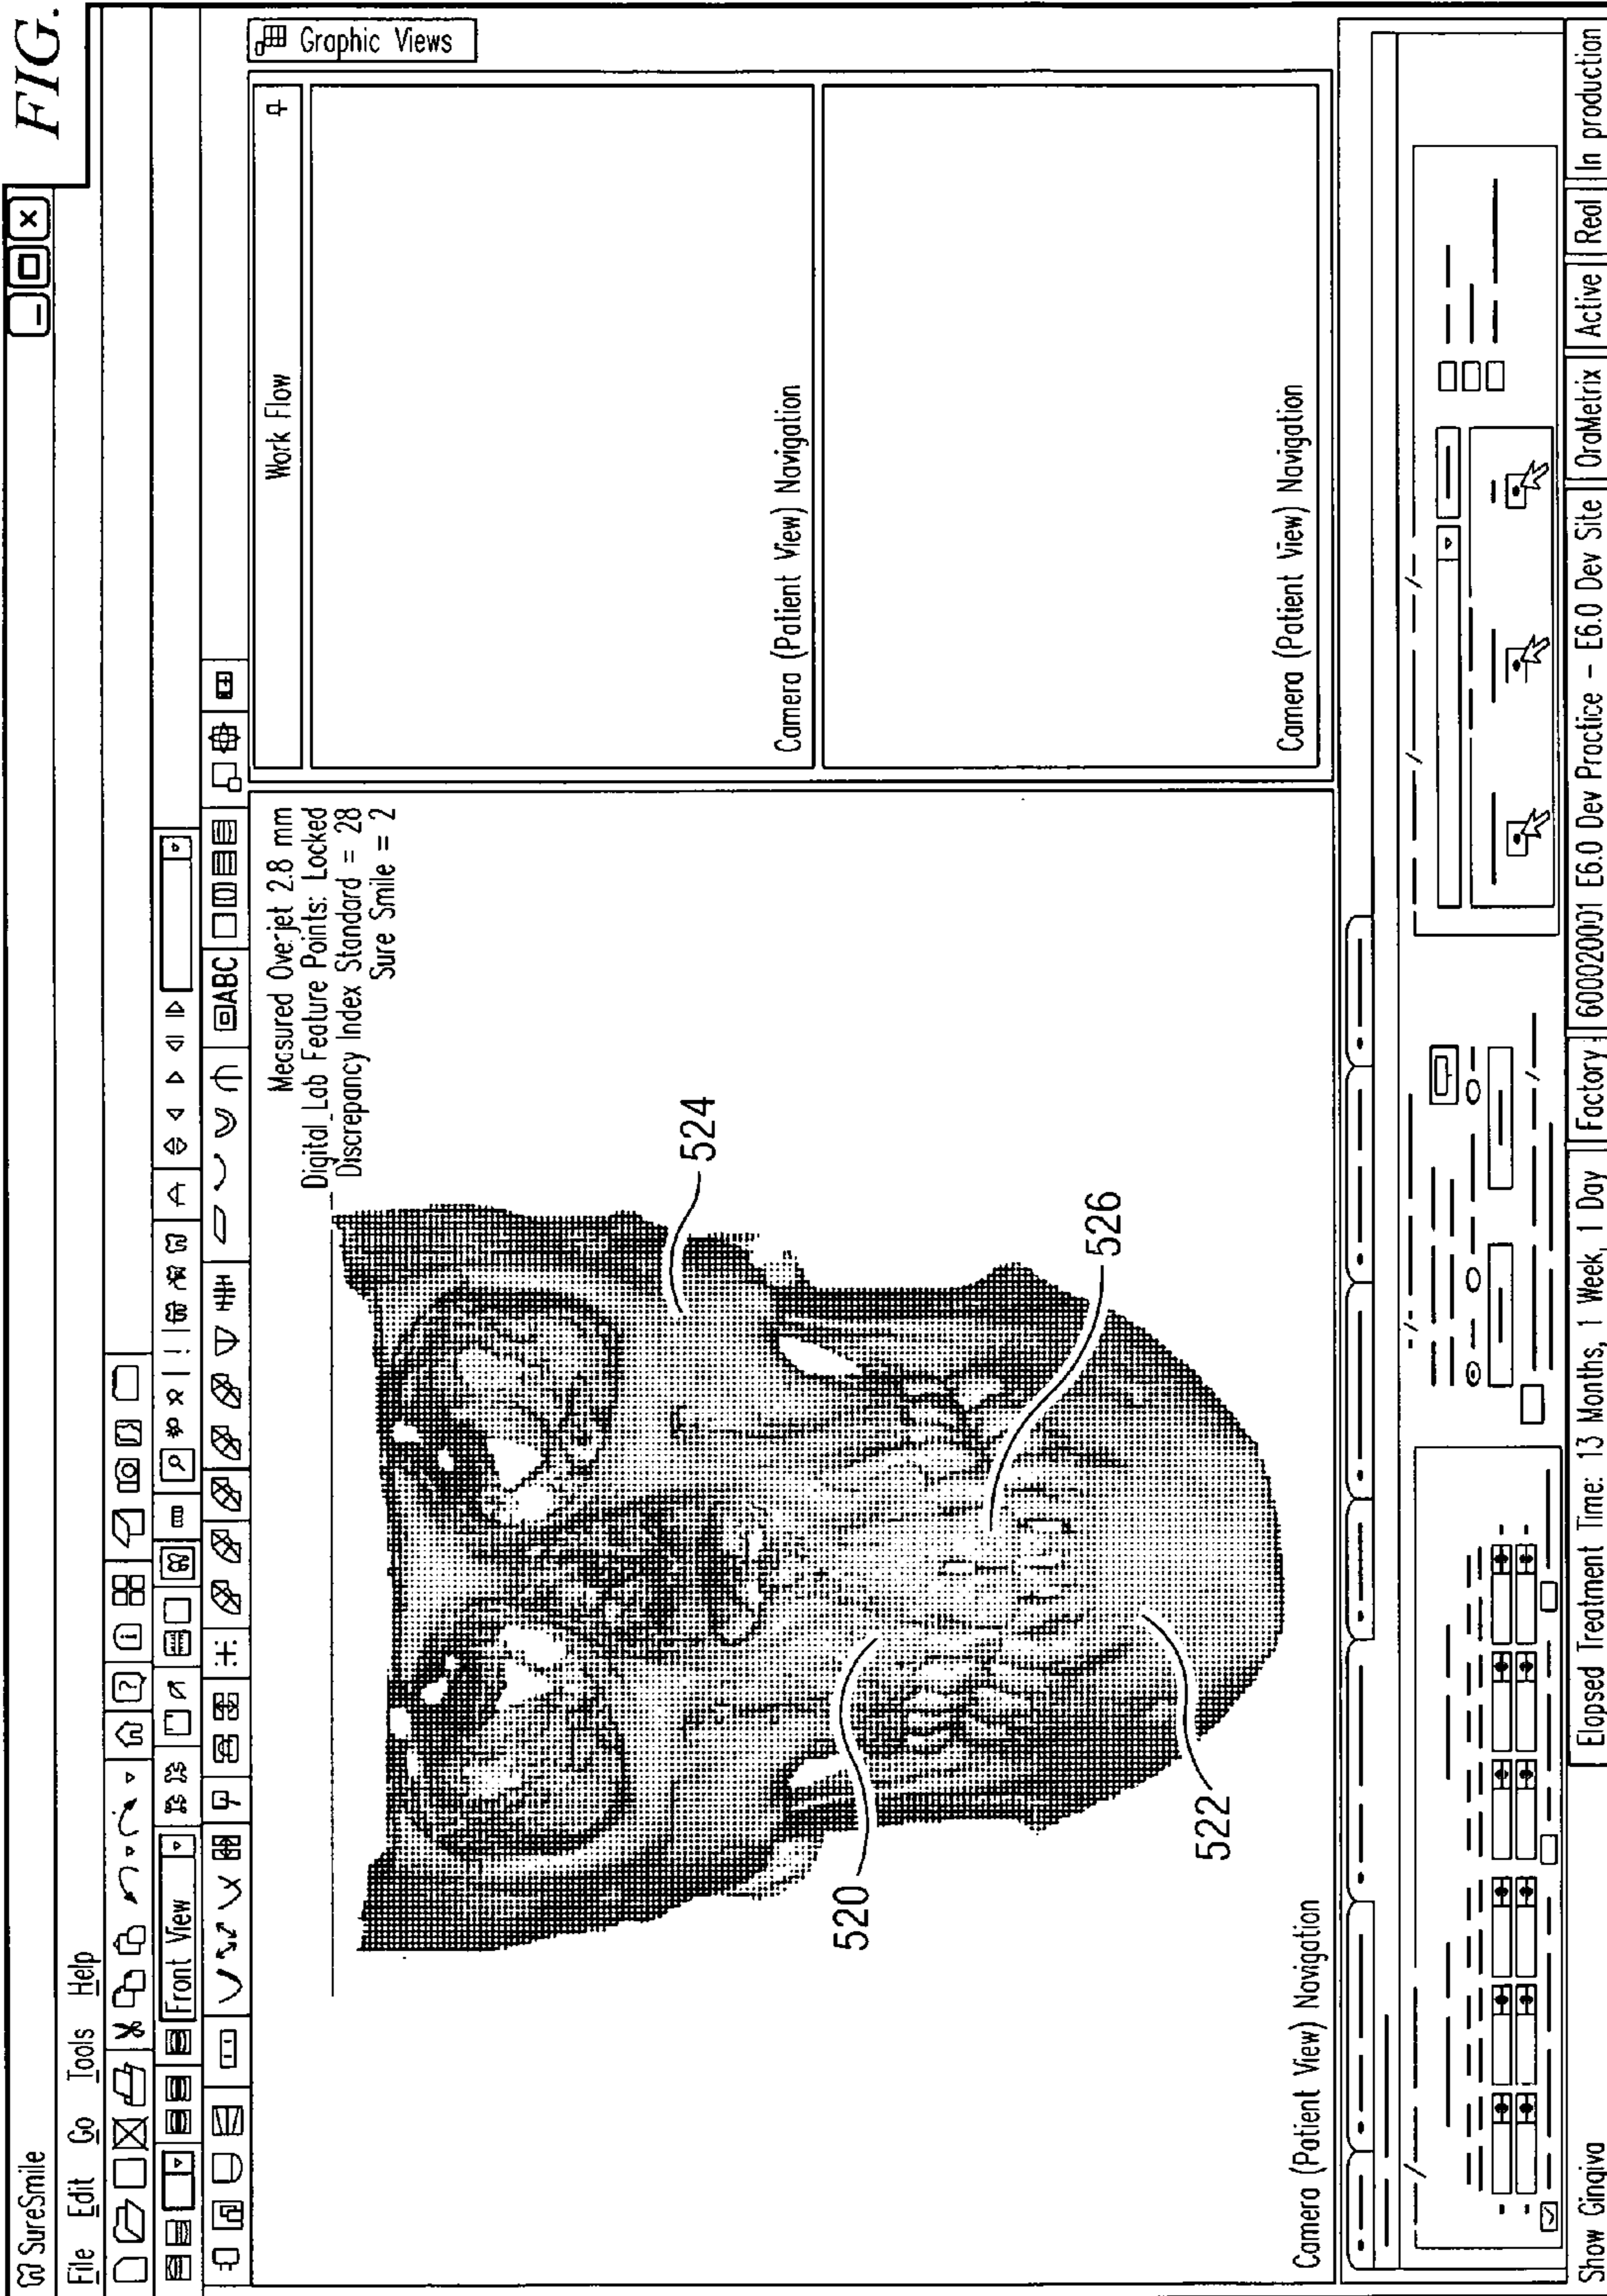 FIG.
SureSmile
File Edit Go Tools Help
Front View
ABC
Graphic Views
Measured Overjet 2.8 mm
Digital_Lab Feature Points: Locked
Discrepancy Index Standard = 28
Sure Smile = 2
524
526
520
522
Camera (Patient View) Navigation
Work Flow
Camera (Patient View) Navigation
Camera (Patient View) Navigation
Show Gingiva
Elapsed Treatment Time: 13 Months, 1 Week, 1 Day
Factory
600020001 E6.0 Dev Practice - E6.0 Dev Site
OraMetrix
Active
Real
In production